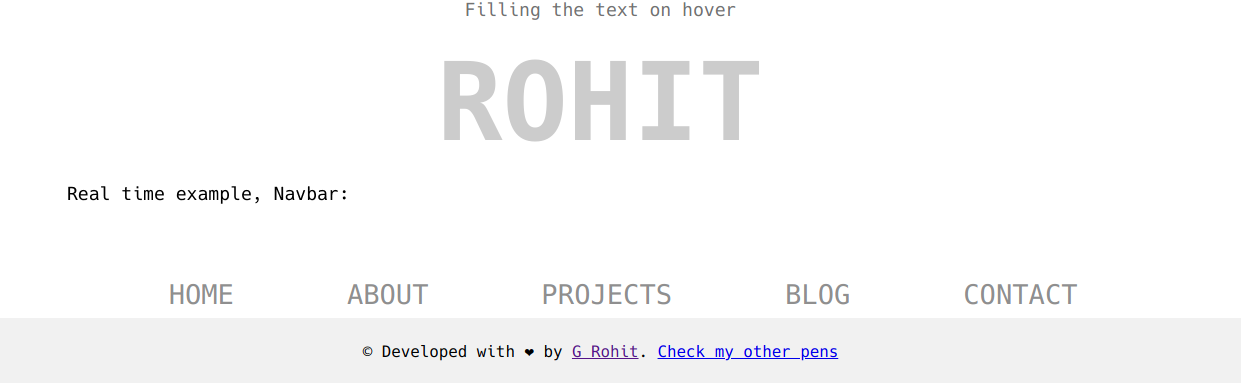 Filling the text on hover
ROHIT
Real time example, Navbar:
HOME ABOUT PROJECTS BLOG CONTACT
© Developed with ❤ by G Rohit. Check my other pens